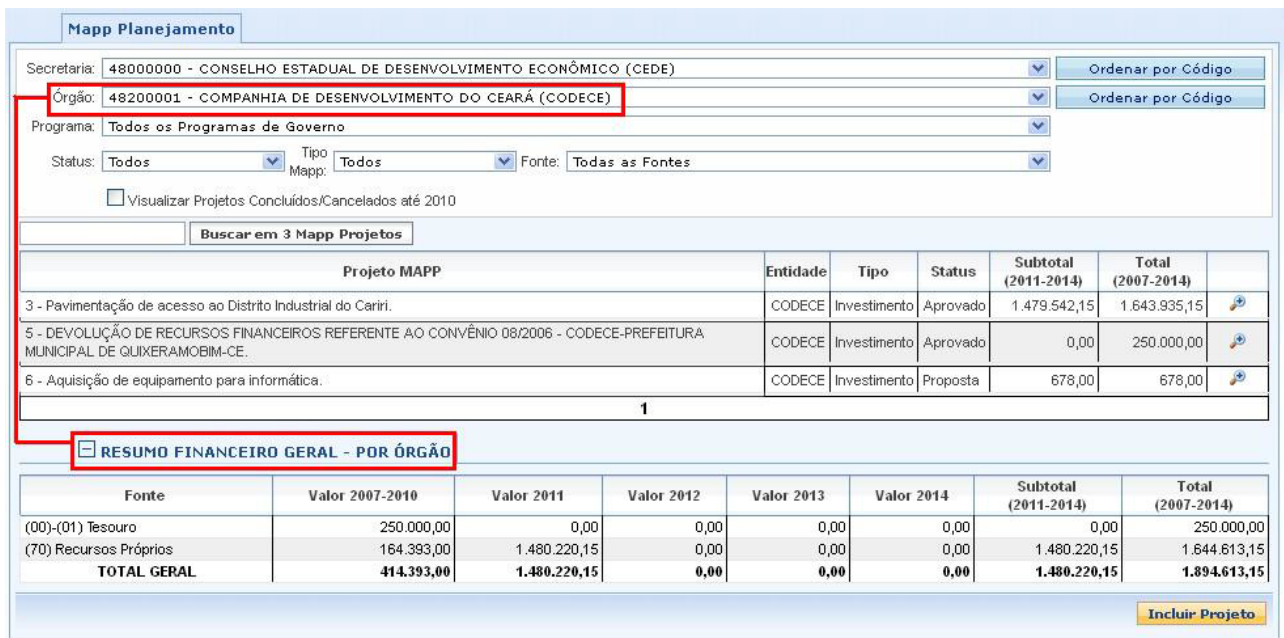 Mapp Planejamento
Secretaria: 48000000 - CONSELHO ESTADUAL DE DESENVOLVIMENTO ECONÔMICO (CEDE) Ordenar por Código
Órgão: 48200001 - COMPANHIA DE DESENVOLVIMENTO DO CEARÁ (CODECE) Ordenar por Código
Programa: Todos os Programas de Governo
Status: Todos Tipo Mapp: Todos Fonte: Todas as Fontes
Visualizar Projetos Concluídos/Cancelados até 2010
Buscar em 3 Mapp Projetos
Projeto MAPP Entidade Tipo Status Subtotal (2011-2014) Total (2007-2014)
3 - Pavimentação de acesso ao Distrito Industrial do Cariri. CODECE Investimento Aprovado 1.479.542,15 1.643.935,15
5 - DEVOLUÇÃO DE RECURSOS FINANCEIROS REFERENTE AO CONVÊNIO 08/2006 - CODECE-PREFEITURA
MUNICIPAL DE QUIXERAMOBIM-CE. CODECE Investimento Aprovado 0,00 250.000,00
6 - Aquisição de equipamento para informática. CODECE Investimento Proposta 678,00 678,00
1
RESUMO FINANCEIRO GERAL - POR ÓRGÃO
Fonte Valor 2007-2010 Valor 2011 Valor 2012 Valor 2013 Valor 2014 Subtotal (2011-2014) Total (2007-2014)
(00)-(01) Tesouro 250.000,00 0,00 0,00 0,00 0,00 0,00 250.000,00
(70) Recursos Próprios 164.393,00 1.480.220,15 0,00 0,00 0,00 1.480.220,15 1.644.613,15
TOTAL GERAL 414.393,00 1.480.220,15 0,00 0,00 0,00 1.480.220,15 1.894.613,15
Incluir Projeto